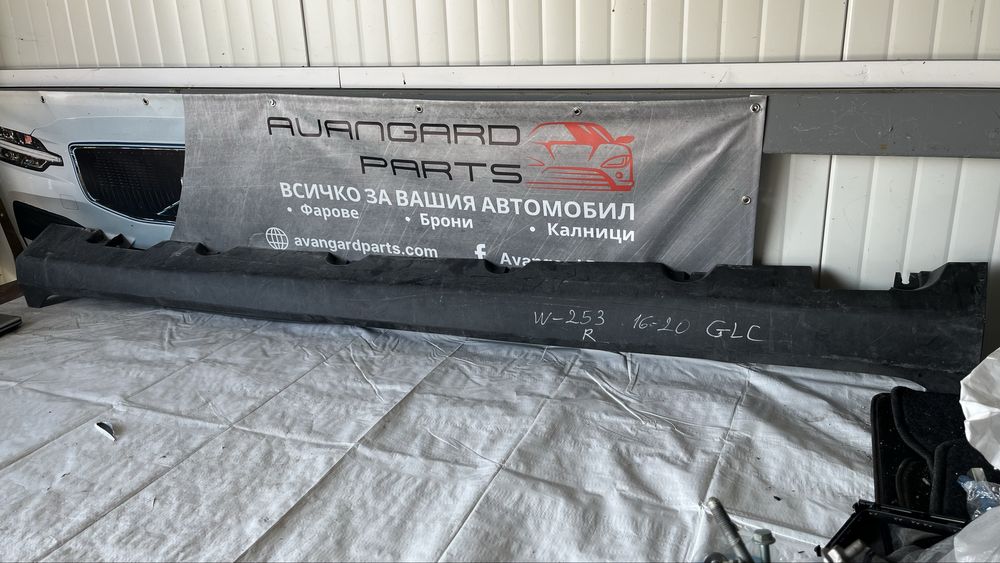 AVANGARD
PARTS
ВСИЧКО ЗА ВАШИЯ АВТОМОБИЛ
• Фарове • Брони • Калници
avangardparts.com
W-253 16-20 GLC
R